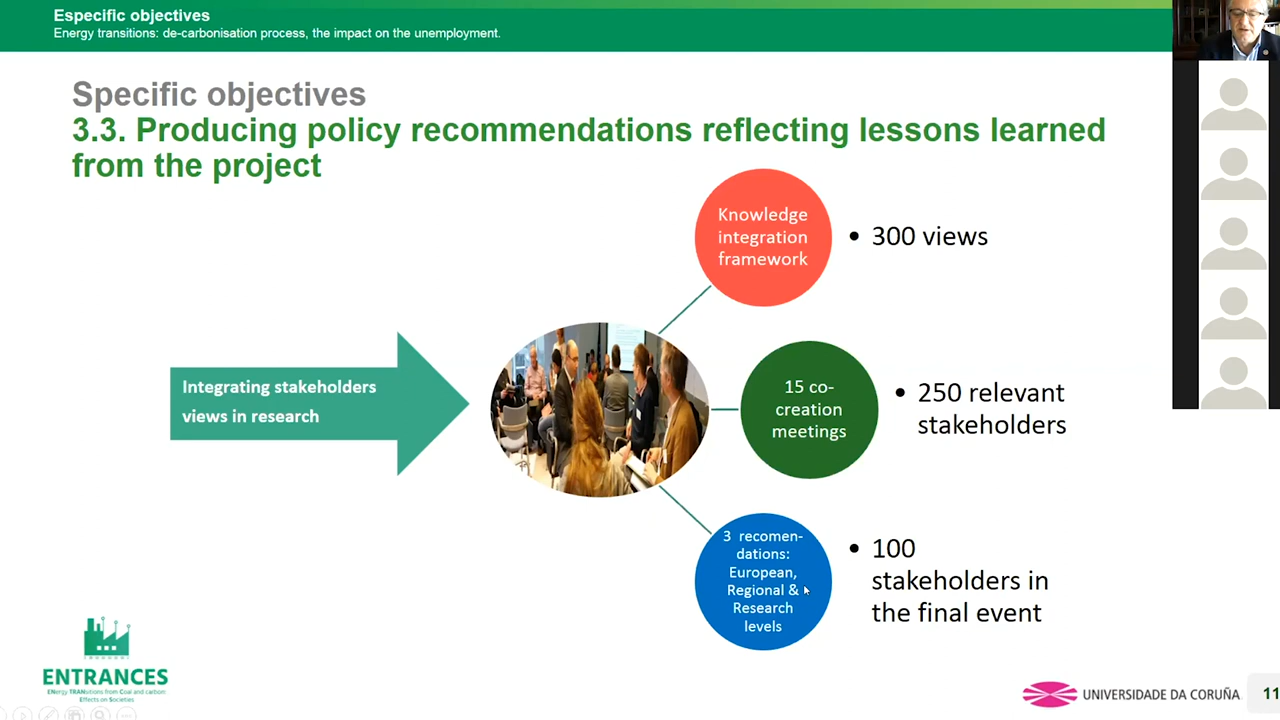 Especific objectives
Energy transitions: de-carbonisation process, the impact on the unemployment.
Specific objectives
3.3. Producing policy recommendations reflecting lessons learned
from the project
Knowledge
integration
framework
• 300 views
Integrating stakeholders
views in research
15 co-
creation
meetings
• 250 relevant
stakeholders
3 recomen-
dations:
European,
Regional &
Research
levels
• 100
stakeholders in
the final event
ENTRANCES
ENergy TRANsitions from Coal and carbon
Effects on Societies
UNIVERSIDADE DA CORUÑA
11